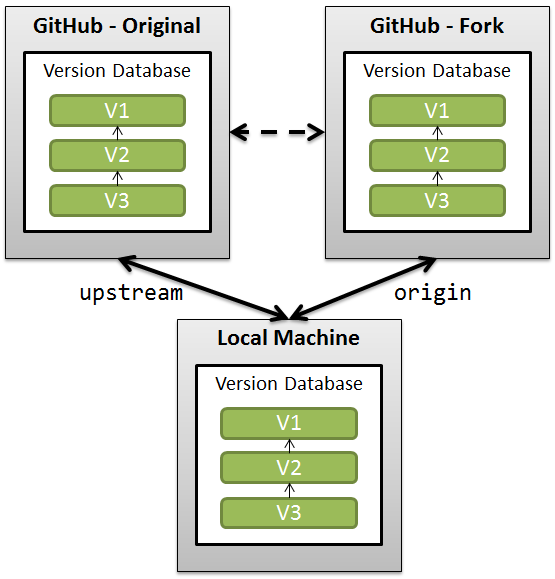 GitHub - Original
Version Database
V1
V2
V3
GitHub - Fork
Version Database
V1
V2
V3
upstream
origin
Local Machine
Version Database
V1
V2
V3